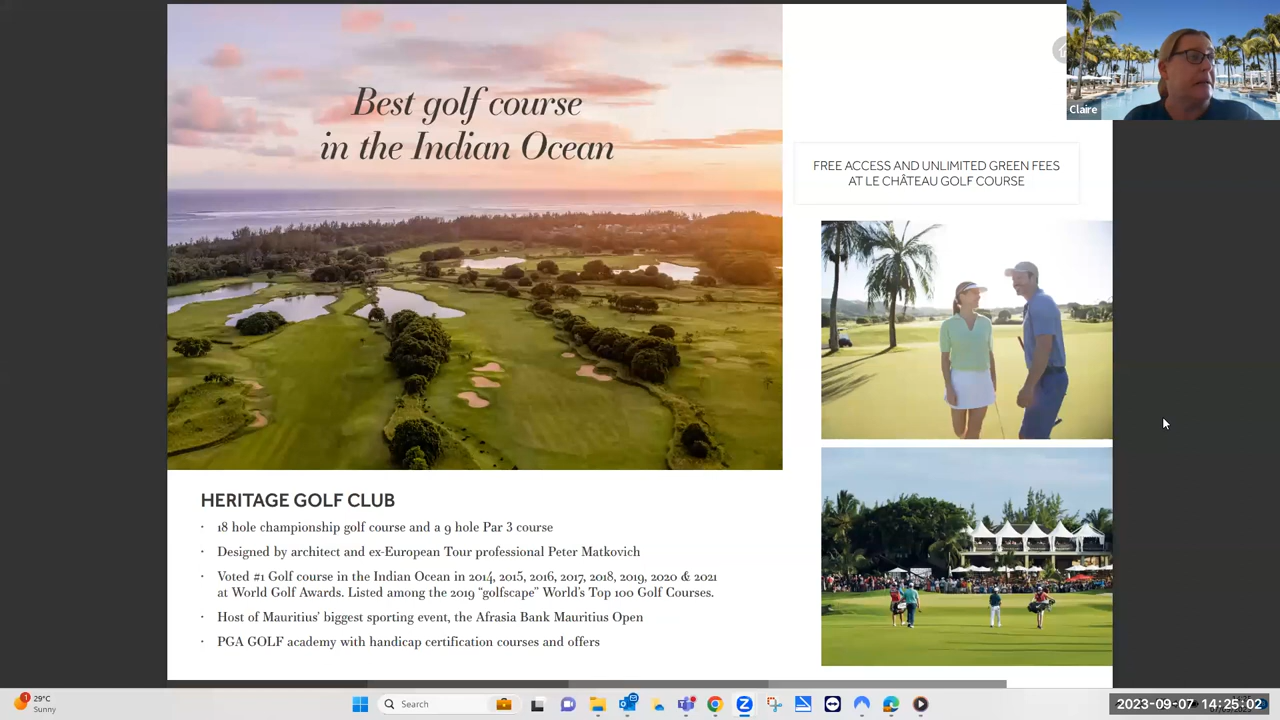 Best golf course
in the Indian Ocean
Claire
FREE ACCESS AND UNLIMITED GREEN FEES
AT LE CHÂTEAU GOLF COURSE
HERITAGE GOLF CLUB
· 18 hole championship golf course and a 9 hole Par 3 course
· Designed by architect and ex-European Tour professional Peter Matkovich
· Voted #1 Golf course in the Indian Ocean in 2014, 2015, 2016, 2017, 2018, 2019, 2020 & 2021
at World Golf Awards. Listed among the 2019 “golfscape” World's Top 100 Golf Courses.
· Host of Mauritius' biggest sporting event, the Afrasia Bank Mauritius Open
· PGA GOLF academy with handicap certification courses and offers
1
29°C
Sunny
Search
2023-09-07 14:25:02